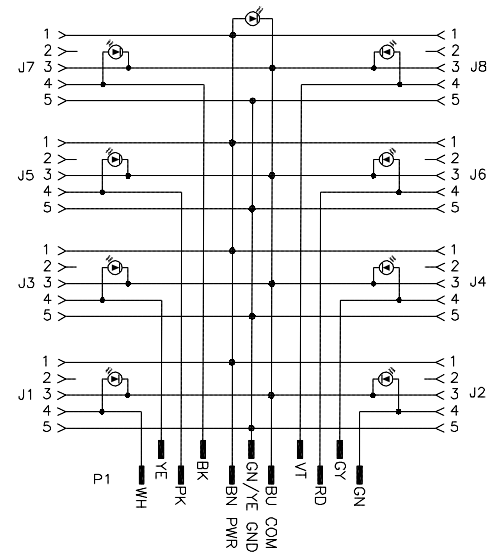 1 1
2 2
J7 3 3 J8
4 4
5 5
1 1
2 2
J5 3 3 J6
4 4
5 5
1 1
2 2
J3 3 3 J4
4 4
5 5
1 1
2 2
J1 3 3 J2
4 4
5 5
P1
WH
YE
PK
BK
BN PWR
GN/YE GND
BU COM
VT
RD
GY
GN